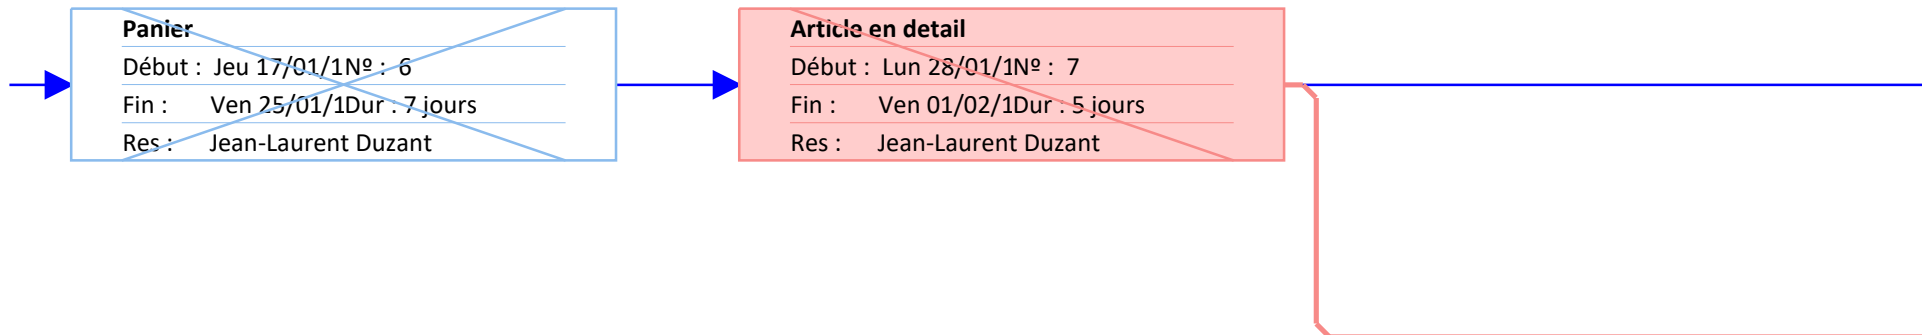 Panier
Début : Jeu 17/01/1Nº : 6
Fin : Ven 25/01/1Dur : 7 jours
Res : Jean-Laurent Duzant
Article en detail
Début : Lun 28/01/1Nº : 7
Fin : Ven 01/02/1Dur : 5 jours
Res : Jean-Laurent Duzant